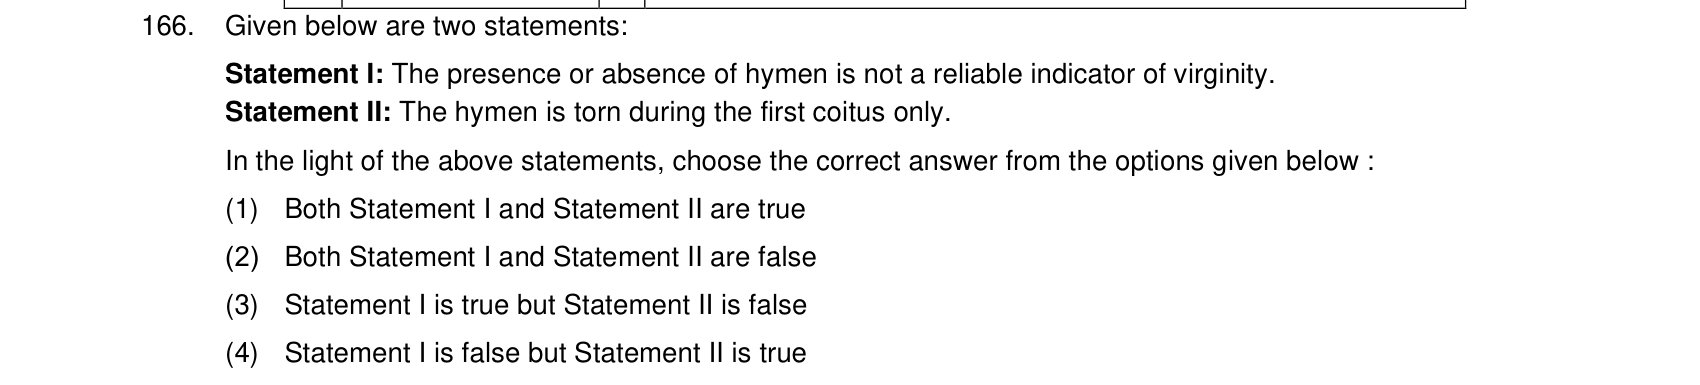 166. Given below are two statements:
Statement I: The presence or absence of hymen is not a reliable indicator of virginity.
Statement II: The hymen is torn during the first coitus only.
In the light of the above statements, choose the correct answer from the options given below :
(1) Both Statement I and Statement II are true
(2) Both Statement I and Statement II are false
(3) Statement I is true but Statement II is false
(4) Statement I is false but Statement II is true